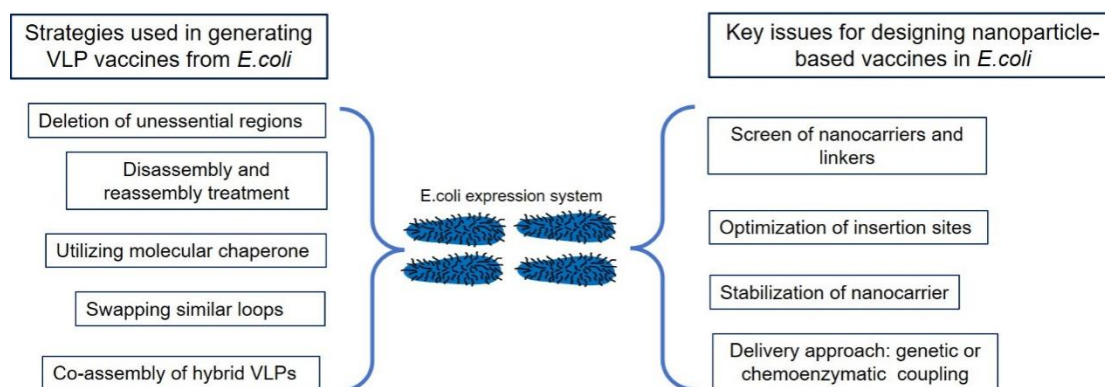 Strategies used in generating
VLP vaccines from E.coli
Deletion of unessential regions
Disassembly and
reassembly treatment
Utilizing molecular chaperone
Swapping similar loops
Co-assembly of hybrid VLPs
E.coli expression system
Key issues for designing nanoparticle-
based vaccines in E.coli
Screen of nanocarriers and
linkers
Optimization of insertion sites
Stabilization of nanocarrier
Delivery approach: genetic or
chemoenzymatic coupling